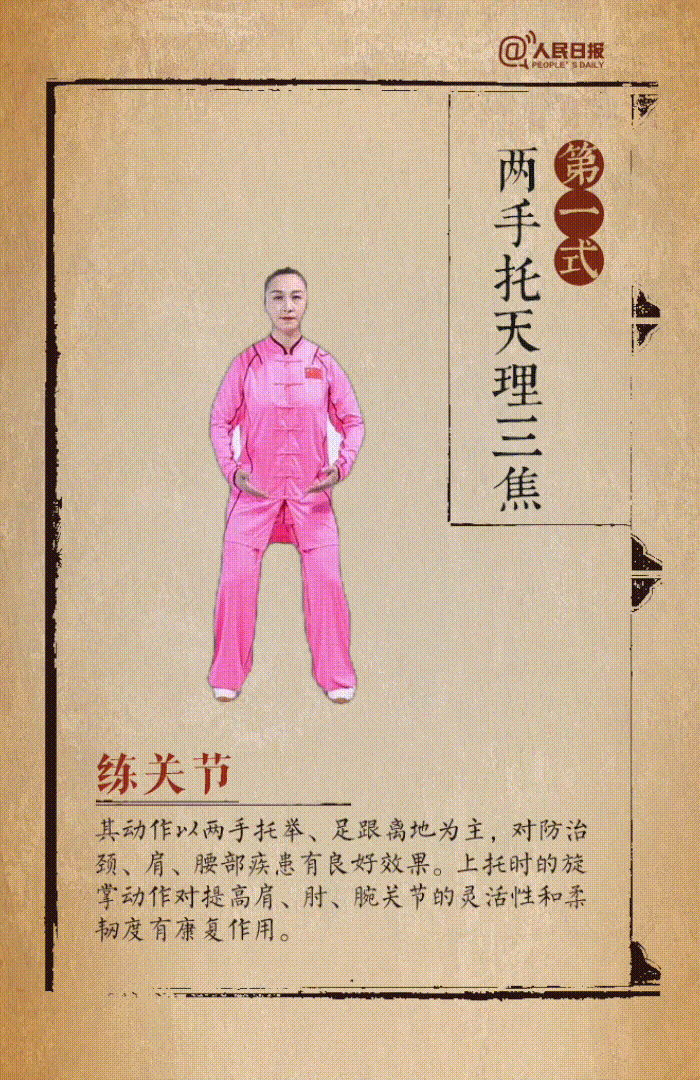 @人民日报
PEOPLE'S DAILY
第一式
两手托天理三焦
练关节
其动作以两手托举、足跟离地为主，对防治
颈、肩、腰部疾患有良好效果。上托时的旋
掌动作对提高肩、肘、腕关节的灵活性和柔
韧度有康复作用。